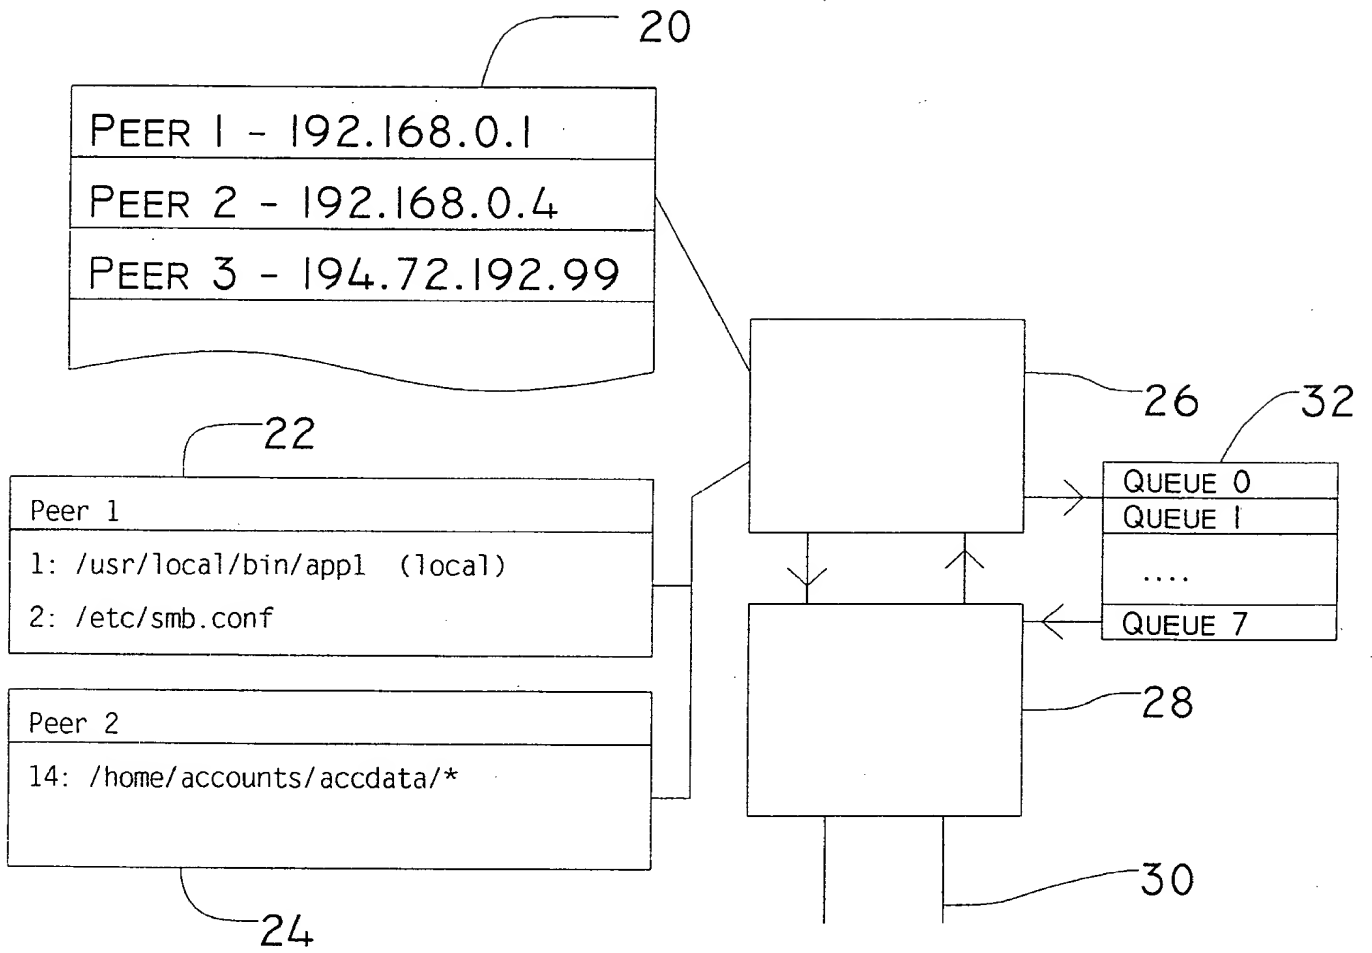 20
PEER 1 - 192.168.0.1
PEER 2 - 192.168.0.4
PEER 3 - 194.72.192.99
26
32
22
Peer 1
1: /usr/local/bin/app1 (local)
2: /etc/smb.conf
QUEUE 0
QUEUE 1
....
QUEUE 7
Peer 2
14: /home/accounts/accdata/*
28
30
24